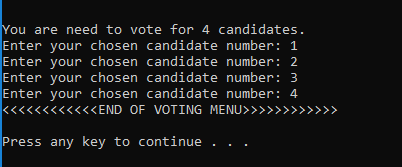 You are need to vote for 4 candidates.
Enter your chosen candidate number: 1
Enter your chosen candidate number: 2
Enter your chosen candidate number: 3
Enter your chosen candidate number: 4
<<<<<<<<<<<<END OF VOTING MENU>>>>>>>>>>>>
Press any key to continue . . .